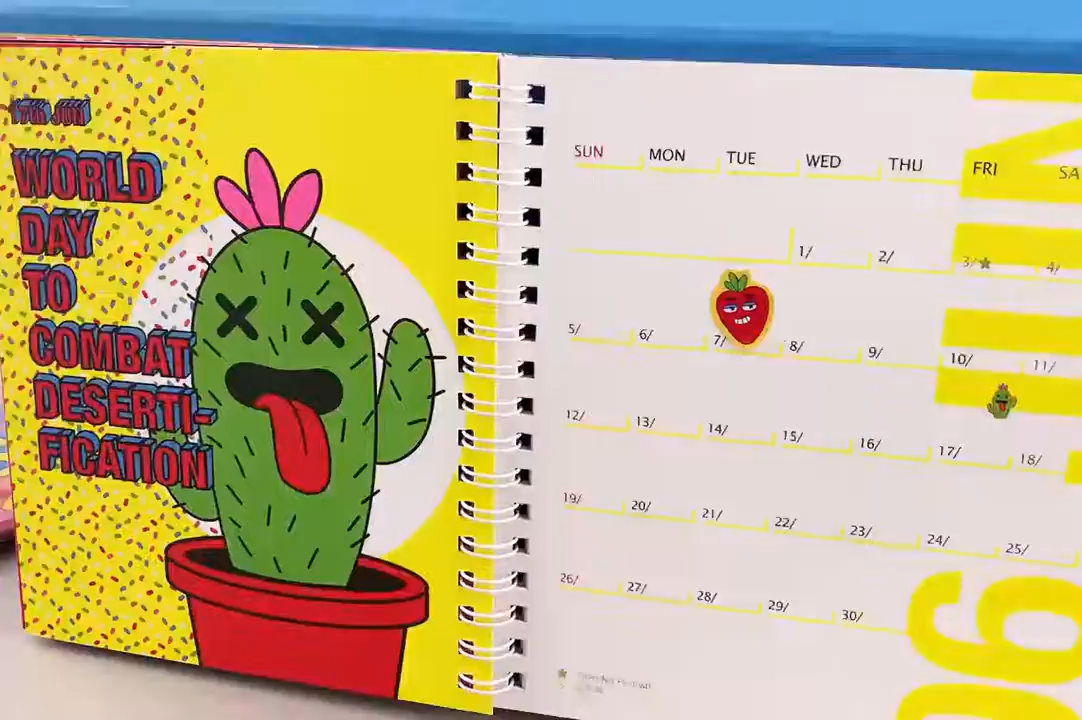 17th JUN
WORLD
DAY
TO
COMBAT
DESERTI-
FICATION
SUN MON TUE WED THU FRI SA
1/ 2/ 3/★ 4/
5/ 6/ 7/ 8/ 9/ 10/ 11/
12/ 13/ 14/ 15/ 16/ 17/ 18/
19/ 20/ 21/ 22/ 23/ 24/ 25/
26/ 27/ 28/ 29/ 30/
06